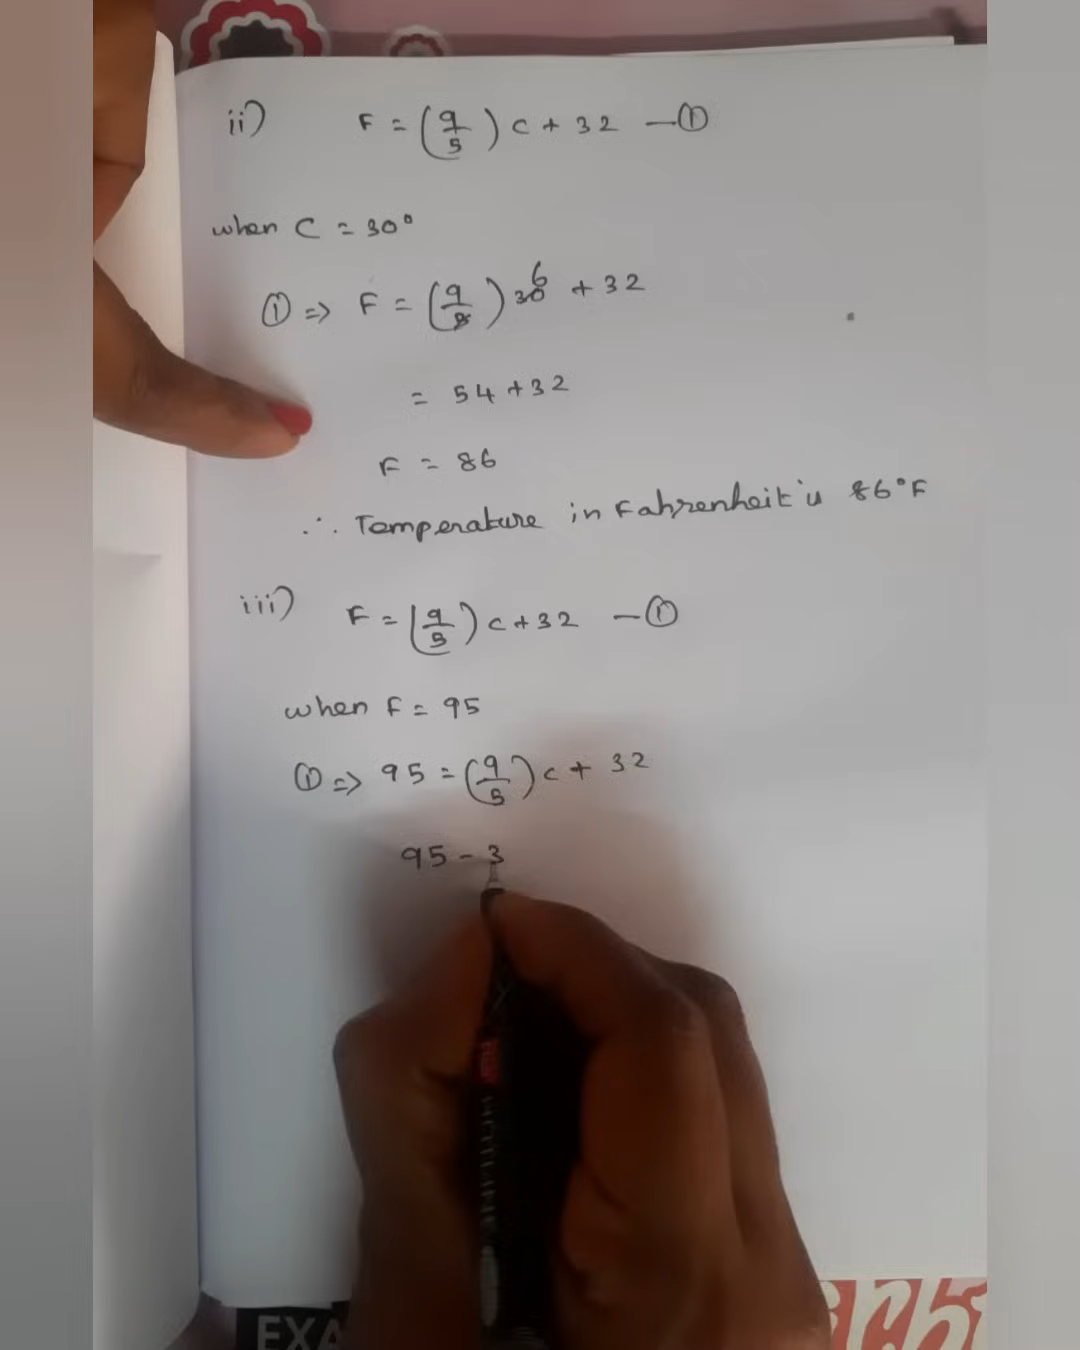 ii) F = (9/5) C + 32 —①
when C = 30°
① => F = (9/5) 30 6 + 32
= 54 + 32
F = 86
∴ Temperature in Fahrenheit is 86°F
iii) F = (9/5) C + 32 —①
when F = 95
① => 95 = (9/5) C + 32
95 - 3
EXA